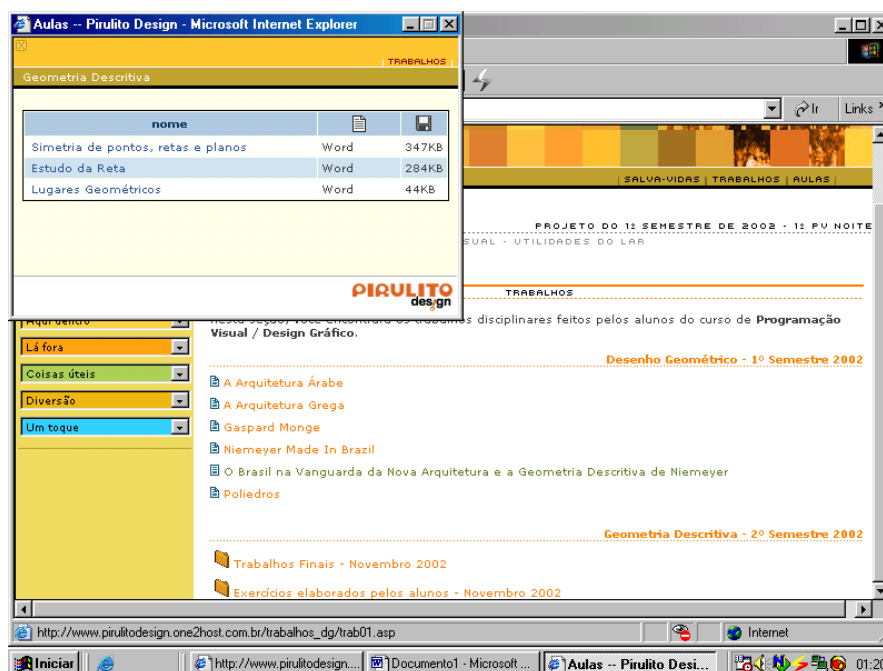 Aulas -- Pirulito Design - Microsoft Internet Explorer
TRABALHOS
Geometria Descritiva
nome
Simetria de pontos, retas e planos Word 347KB
Estudo da Reta Word 284KB
Lugares Geométricos Word 44KB
PIRULITO
design
Ir Links
SALVA-VIDAS | TRABALHOS | AULAS
PROJETO DO 1º SEMESTRE DE 2002 - 1º PV NOITE
SUAL - UTILIDADES DO LAR
TRABALHOS
Aqui dentro
Lá fora
Coisas úteis
Diversão
Um toque
Nesta seção, você encontrará os trabalhos disciplinares feitos pelos alunos do curso de Programação
Visual / Design Gráfico.
Desenho Geométrico - 1º Semestre 2002
A Arquitetura Árabe
A Arquitetura Grega
Gaspard Monge
Niemeyer Made In Brazil
O Brasil na Vanguarda da Nova Arquitetura e a Geometria Descritiva de Niemeyer
Poliedros
Geometria Descritiva - 2º Semestre 2002
Trabalhos Finais - Novembro 2002
Exercícios elaborados pelos alunos - Novembro 2002
http://www.pirulitodesign.one2host.com.br/trabalhos_dg/trab01.asp
Internet
Iniciar
http://www.pirulitodesign....
Documento1 - Microsoft ...
Aulas -- Pirulito Desi...